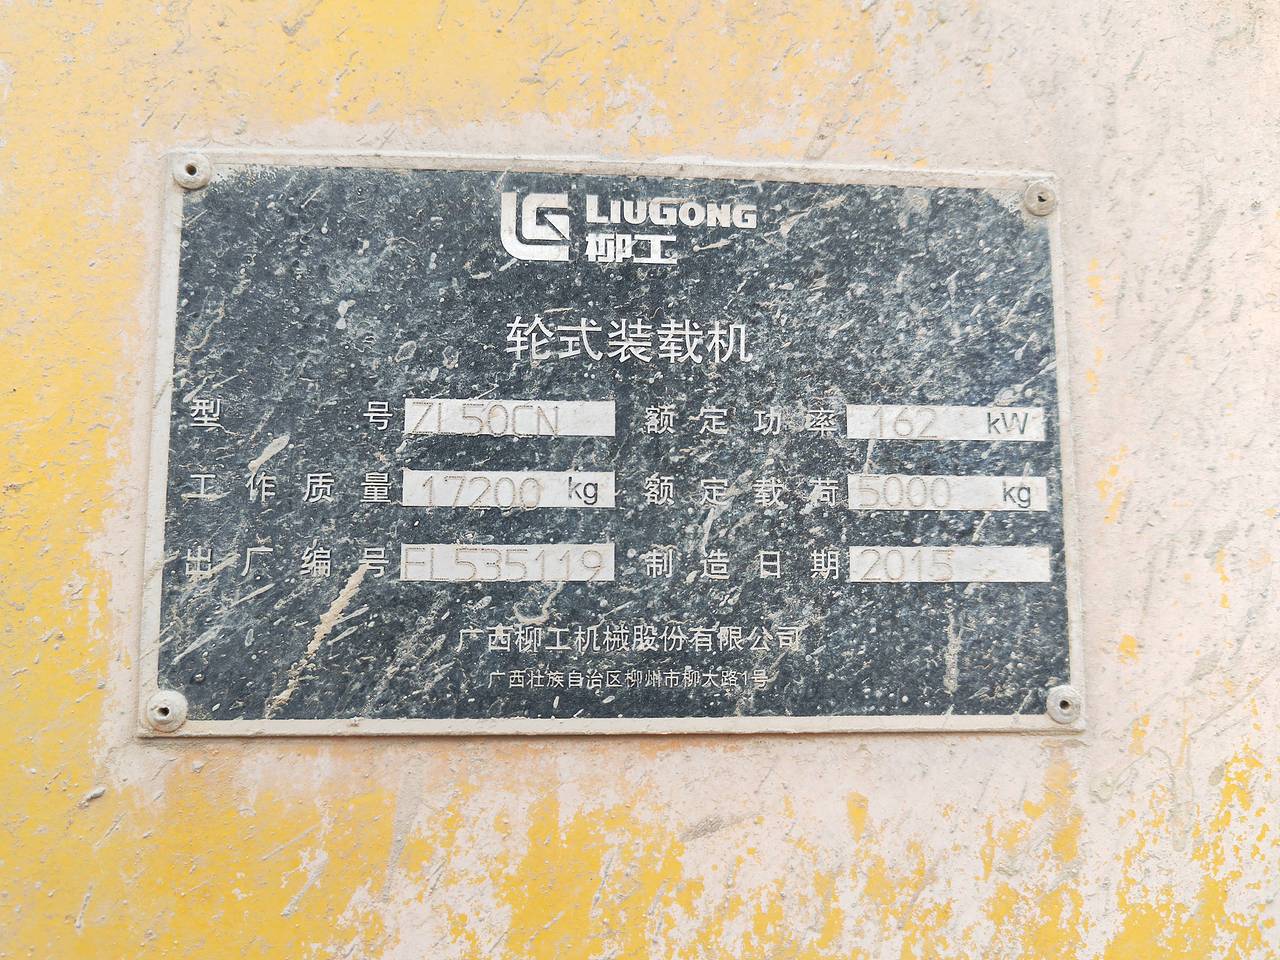 LIUGONG
柳工
轮式装载机
型号 ZL50CN 额定功率 162 kW
工作质量 17200 kg 额定载荷 5000 kg
出厂编号 FL535119 制造日期 2015
广西柳工机械股份有限公司
广西壮族自治区柳州市柳太路1号